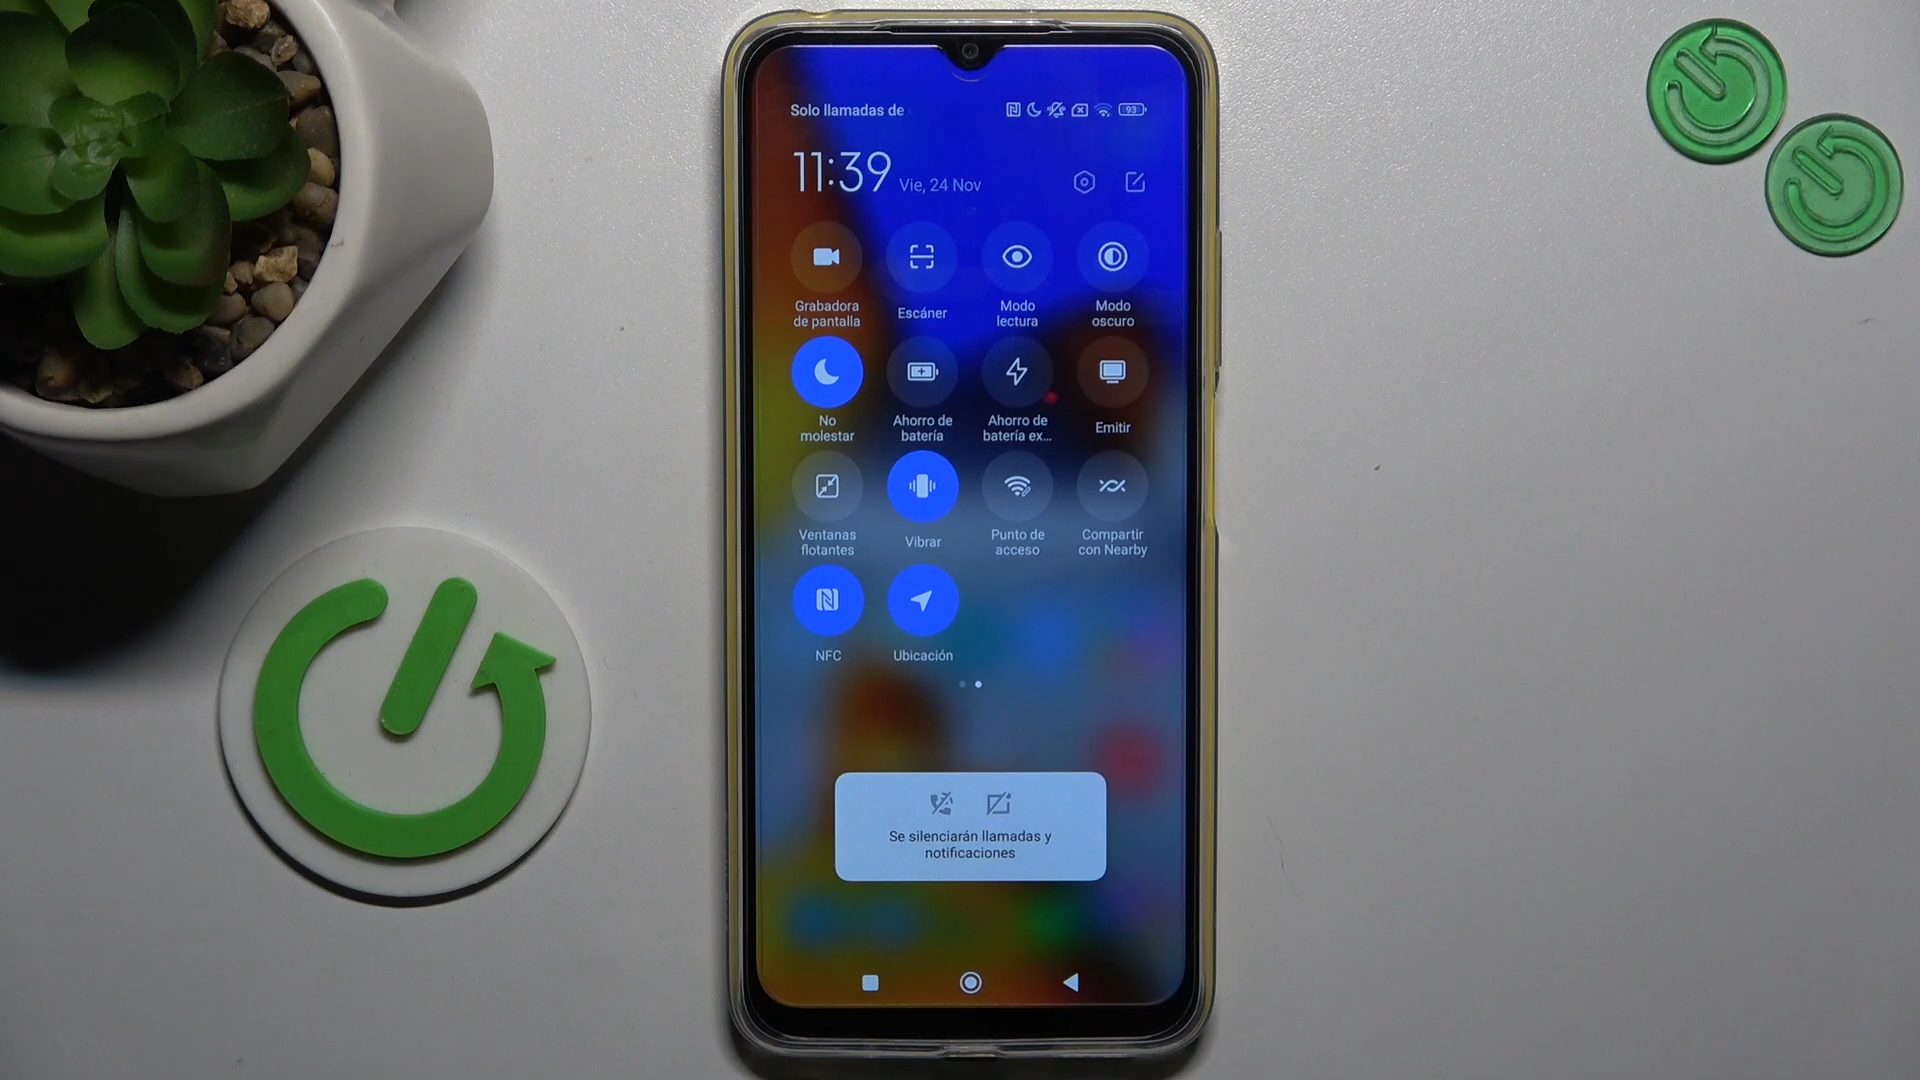 Solo llamadas de
93
11:39 Vie, 24 Nov
Grabadora
de pantalla
Escáner
Modo
lectura
Modo
oscuro
No
molestar
Ahorro de
batería
Ahorro de
batería ex...
Emitir
Ventanas
flotantes
Vibrar
Punto de
acceso
Compartir
con Nearby
NFC
Ubicación
Se silenciarán llamadas y
notificaciones